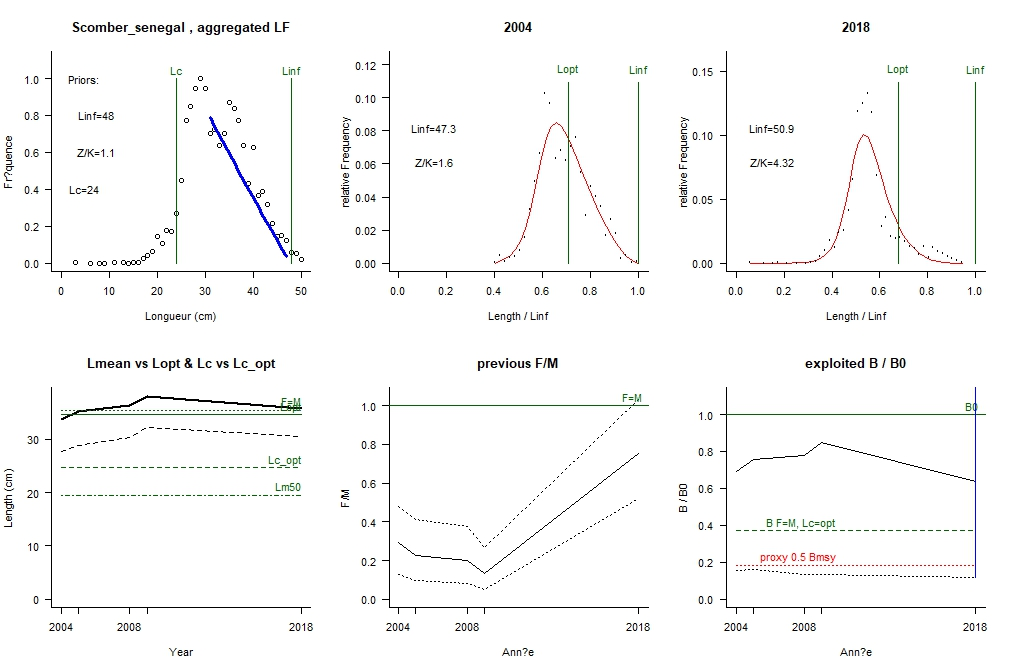 Scomber_senegal , aggregated LF
Fr?quence
1.0
0.8
0.6
0.4
0.2
0.0
Priors:
Linf=48
Z/K=1.1
Lc=24
Lc
Linf
0 10 20 30 40 50
Longueur (cm)
2004
relative Frequency
0.12
0.10
0.08
0.06
0.04
0.02
0.00
Linf=47.3
Z/K=1.6
Lopt
Linf
0.0 0.2 0.4 0.6 0.8 1.0
Length / Linf
2018
relative Frequency
0.15
0.10
0.05
0.00
Linf=50.9
Z/K=4.32
Lopt
Linf
0.0 0.2 0.4 0.6 0.8 1.0
Length / Linf
Lmean vs Lopt & Lc vs Lc_opt
Length (cm)
30
20
10
0
F=M
Lc_opt
Lm50
2004 2008 2018
Year
previous F/M
F/M
1.0
0.8
0.6
0.4
0.2
0.0
F=M
2004 2008 2018
Ann?e
exploited B / B0
B / B0
1.0
0.8
0.6
0.4
0.2
0.0
B0
B F=M, Lc=opt
proxy 0.5 Bmsy
2004 2008 2018
Ann?e